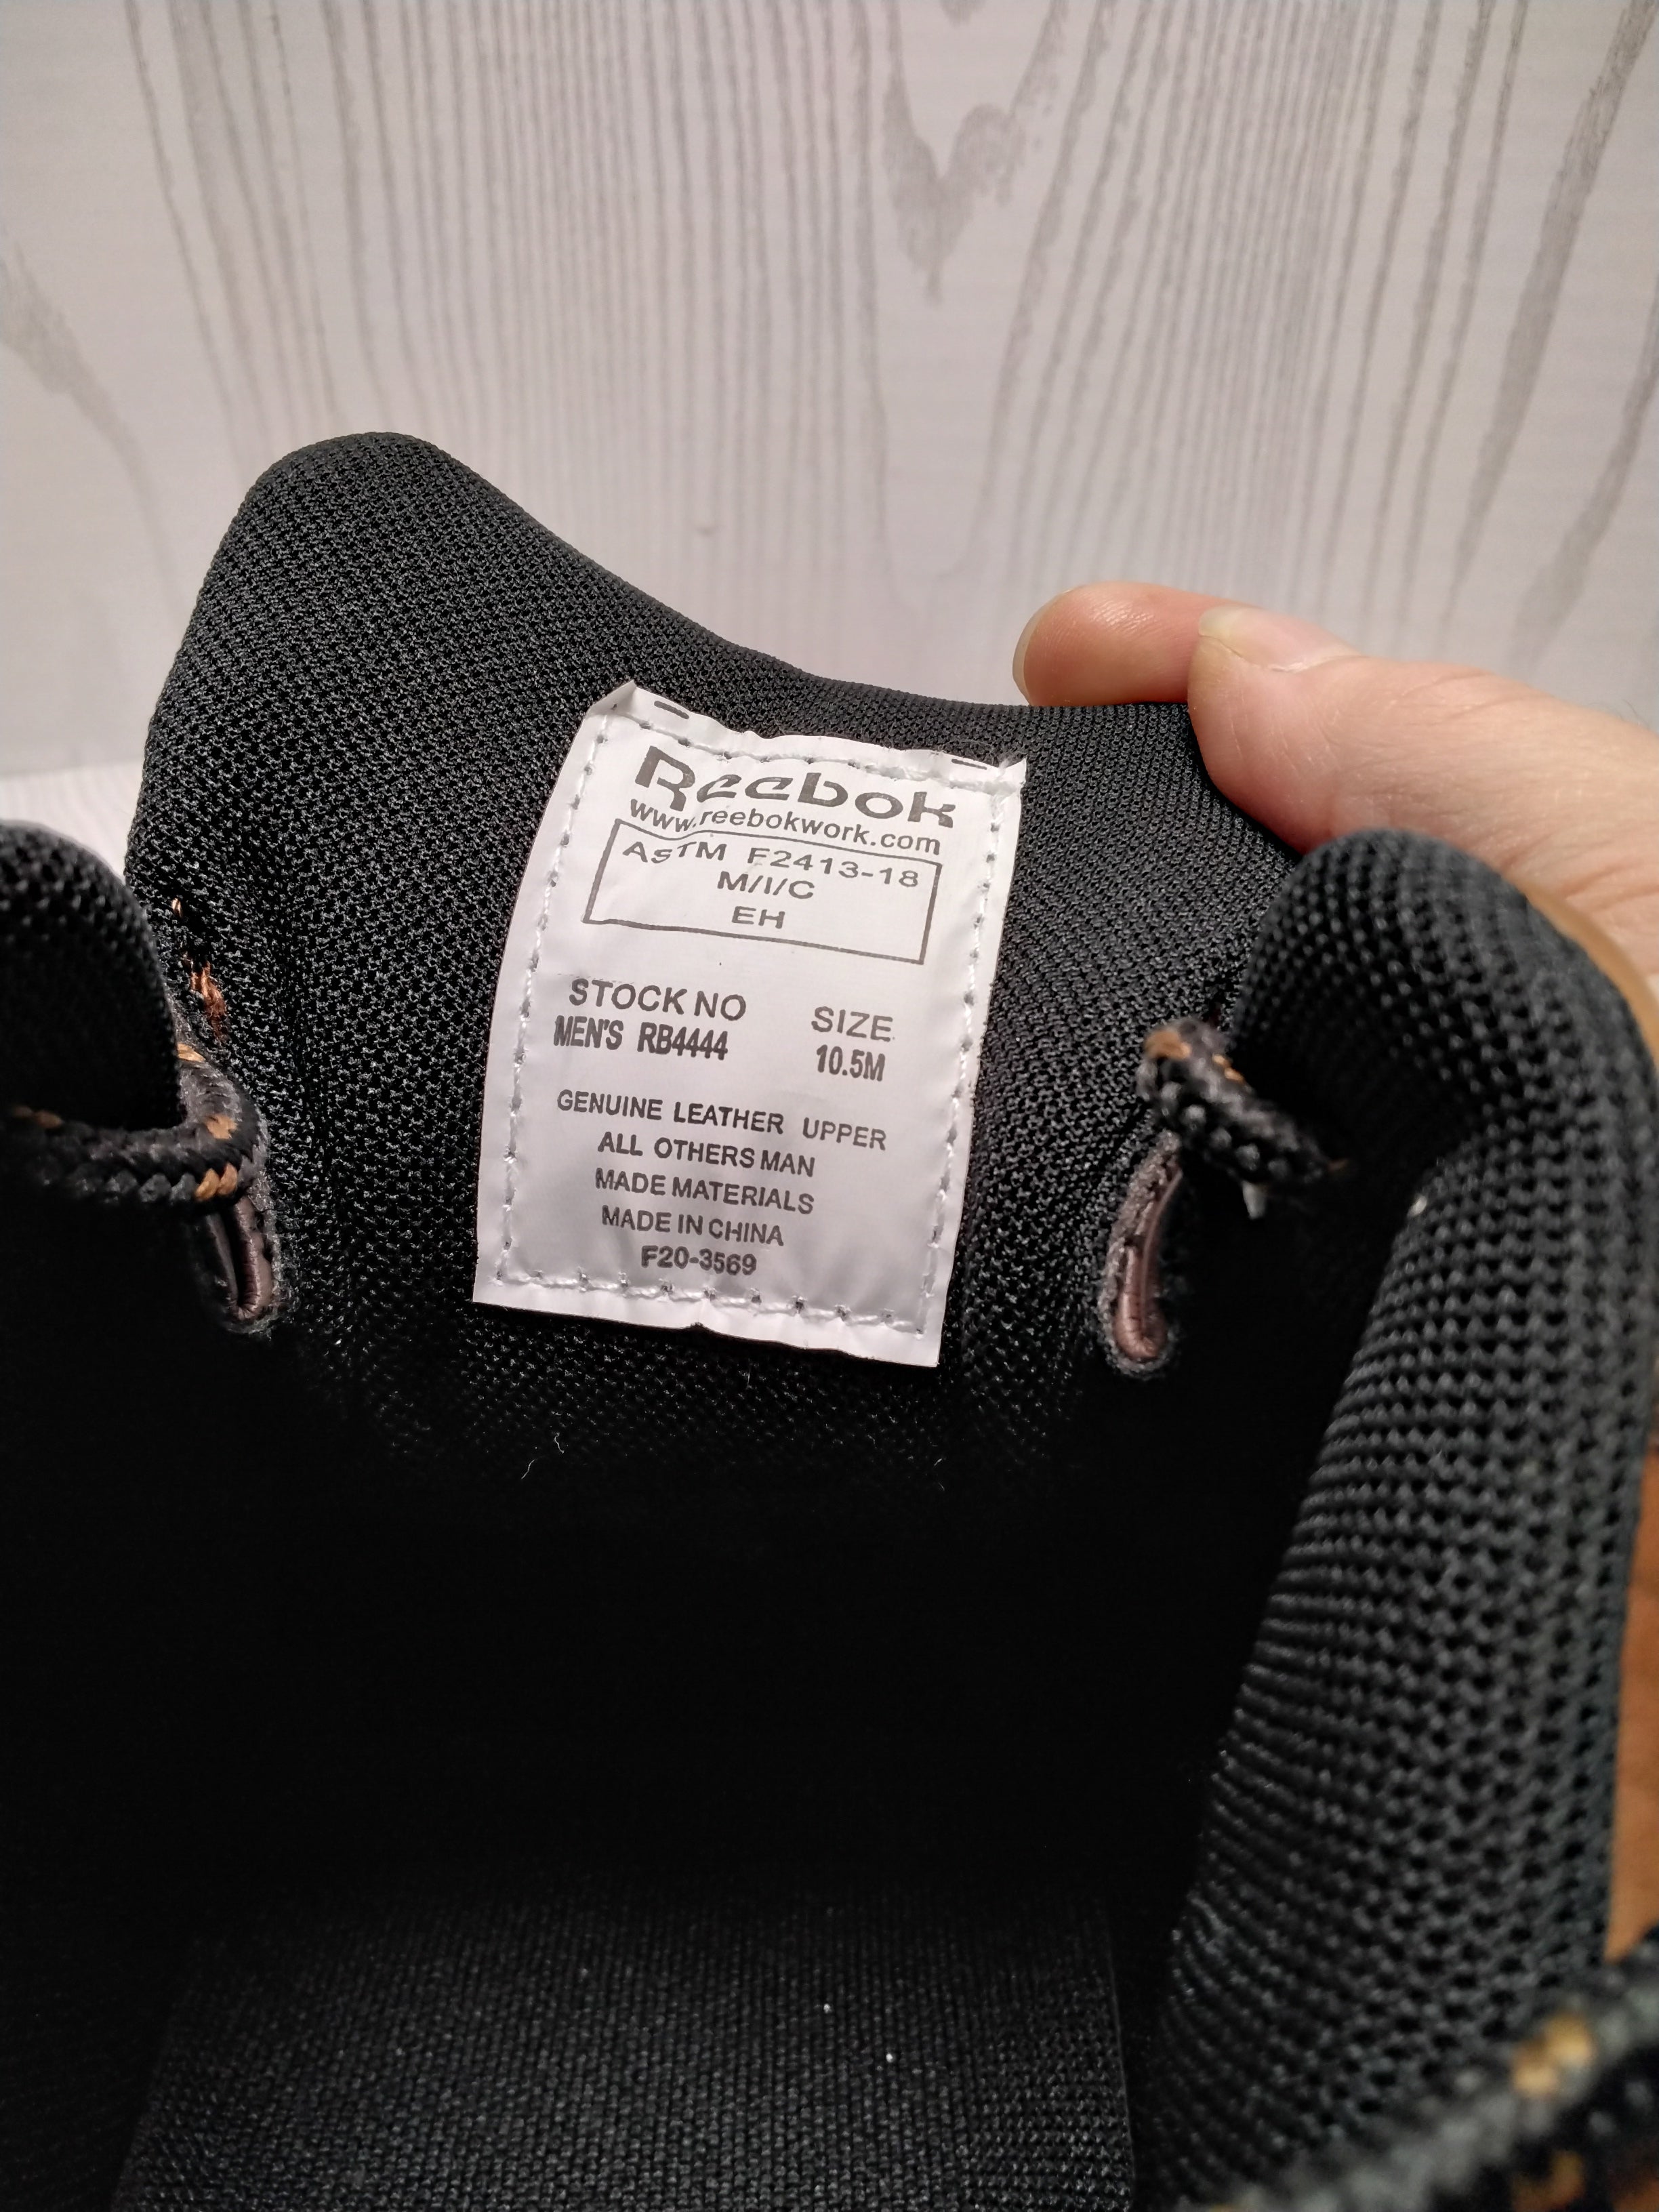 Reebok
www.reebokwork.com
ASTM F2413-18
M/I/C
EH
STOCK NO SIZE
MEN'S RB4444 10.5M
GENUINE LEATHER UPPER
ALL OTHERS MAN
MADE MATERIALS
MADE IN CHINA
F20-3569